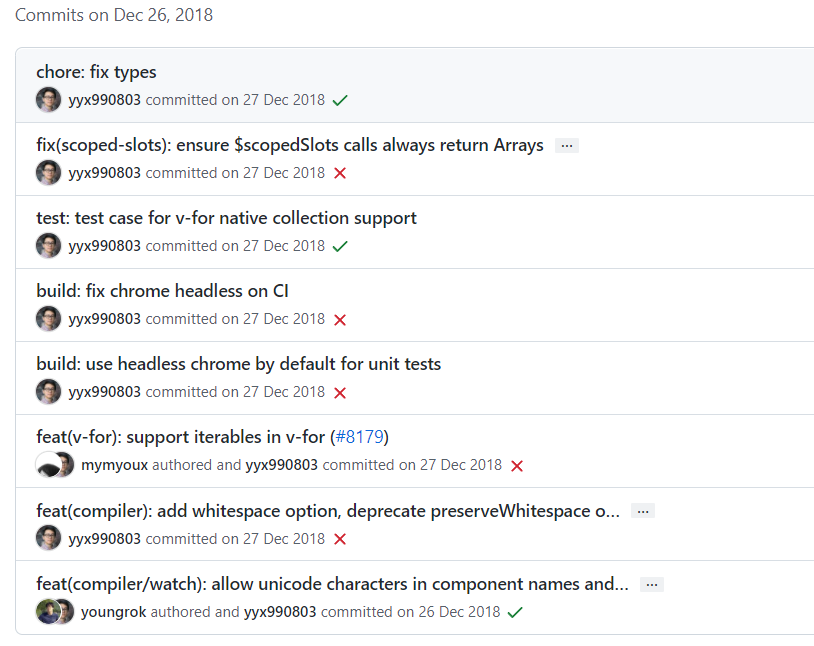 Commits on Dec 26, 2018
chore: fix types
yyx990803 committed on 27 Dec 2018
fix(scoped-slots): ensure $scopedSlots calls always return Arrays ...
yyx990803 committed on 27 Dec 2018
test: test case for v-for native collection support
yyx990803 committed on 27 Dec 2018
build: fix chrome headless on CI
yyx990803 committed on 27 Dec 2018
build: use headless chrome by default for unit tests
yyx990803 committed on 27 Dec 2018
feat(v-for): support iterables in v-for (#8179)
mymyoux authored and yyx990803 committed on 27 Dec 2018
feat(compiler): add whitespace option, deprecate preserveWhitespace o... ...
yyx990803 committed on 27 Dec 2018
feat(compiler/watch): allow unicode characters in component names and... ...
youngrok authored and yyx990803 committed on 26 Dec 2018